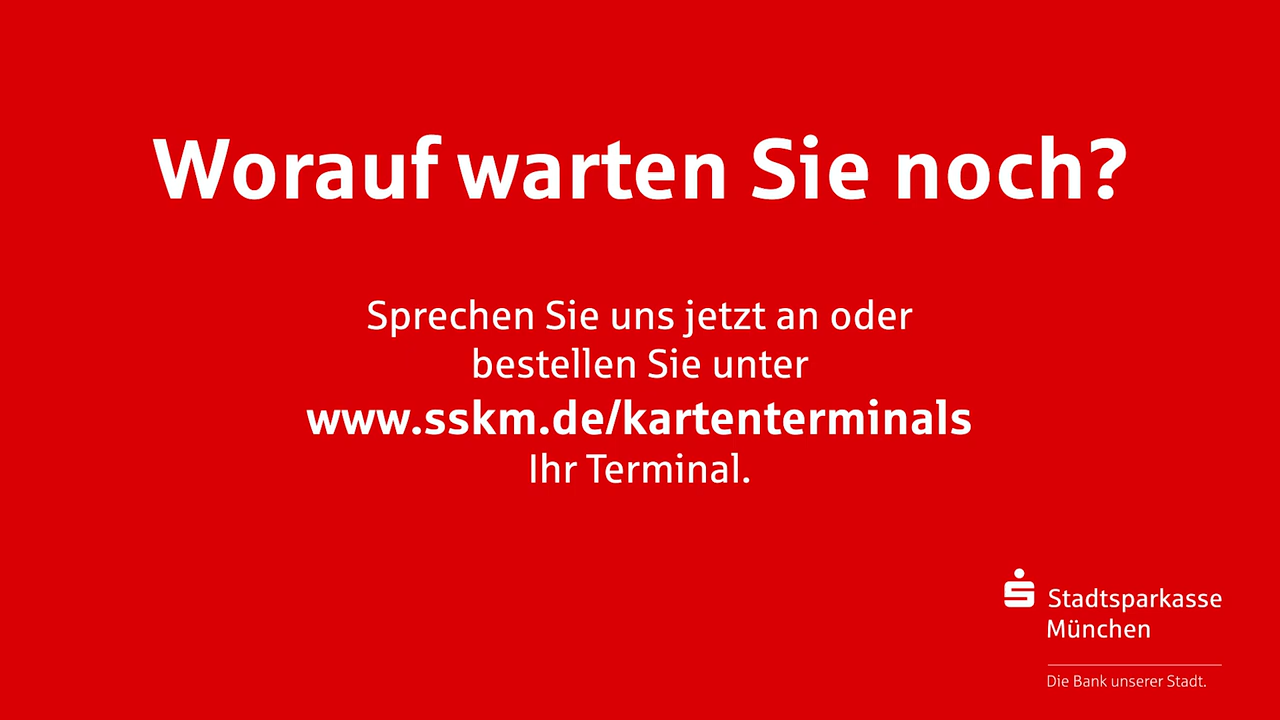 Worauf warten Sie noch?
Sprechen Sie uns jetzt an oder
bestellen Sie unter
www.sskm.de/kartenterminals
Ihr Terminal.
Stadtsparkasse
München
Die Bank unserer Stadt.